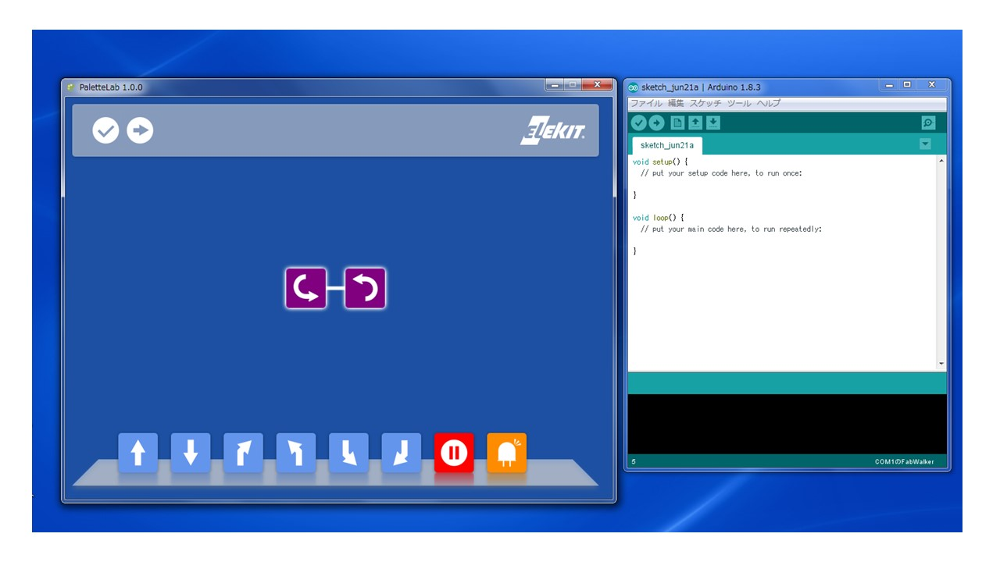 PaletteLab 1.0.0
ELEKIT.
sketch_jun21a | Arduino 1.8.3
ファイル 編集 スケッチ ツール ヘルプ
sketch_jun21a
void setup() {
// put your setup code here, to run once:
}
void loop() {
// put your main code here, to run repeatedly:
}
5
COM1のFabWalker